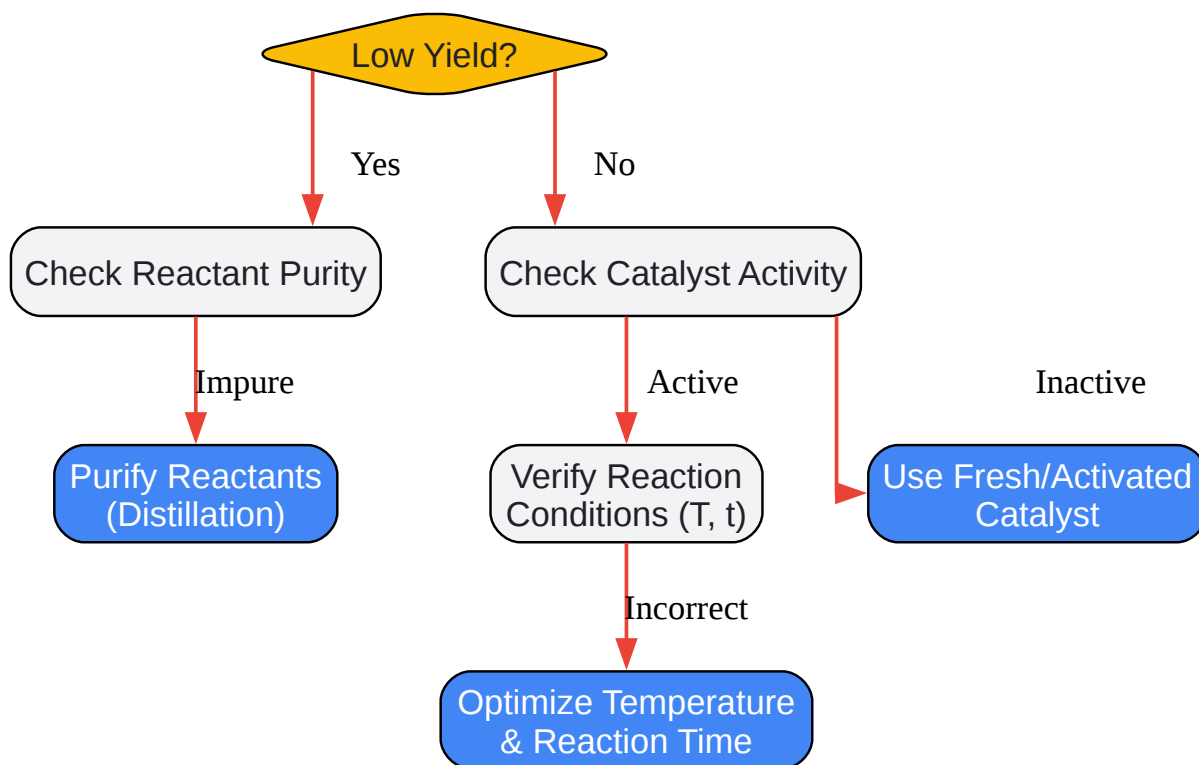 Low Yield?
Yes
No
Check Reactant Purity
Check Catalyst Activity
Impure
Active
Inactive
Purify Reactants
(Distillation)
Verify Reaction
Conditions (T, t)
Use Fresh/Activated
Catalyst
Incorrect
Optimize Temperature
& Reaction Time